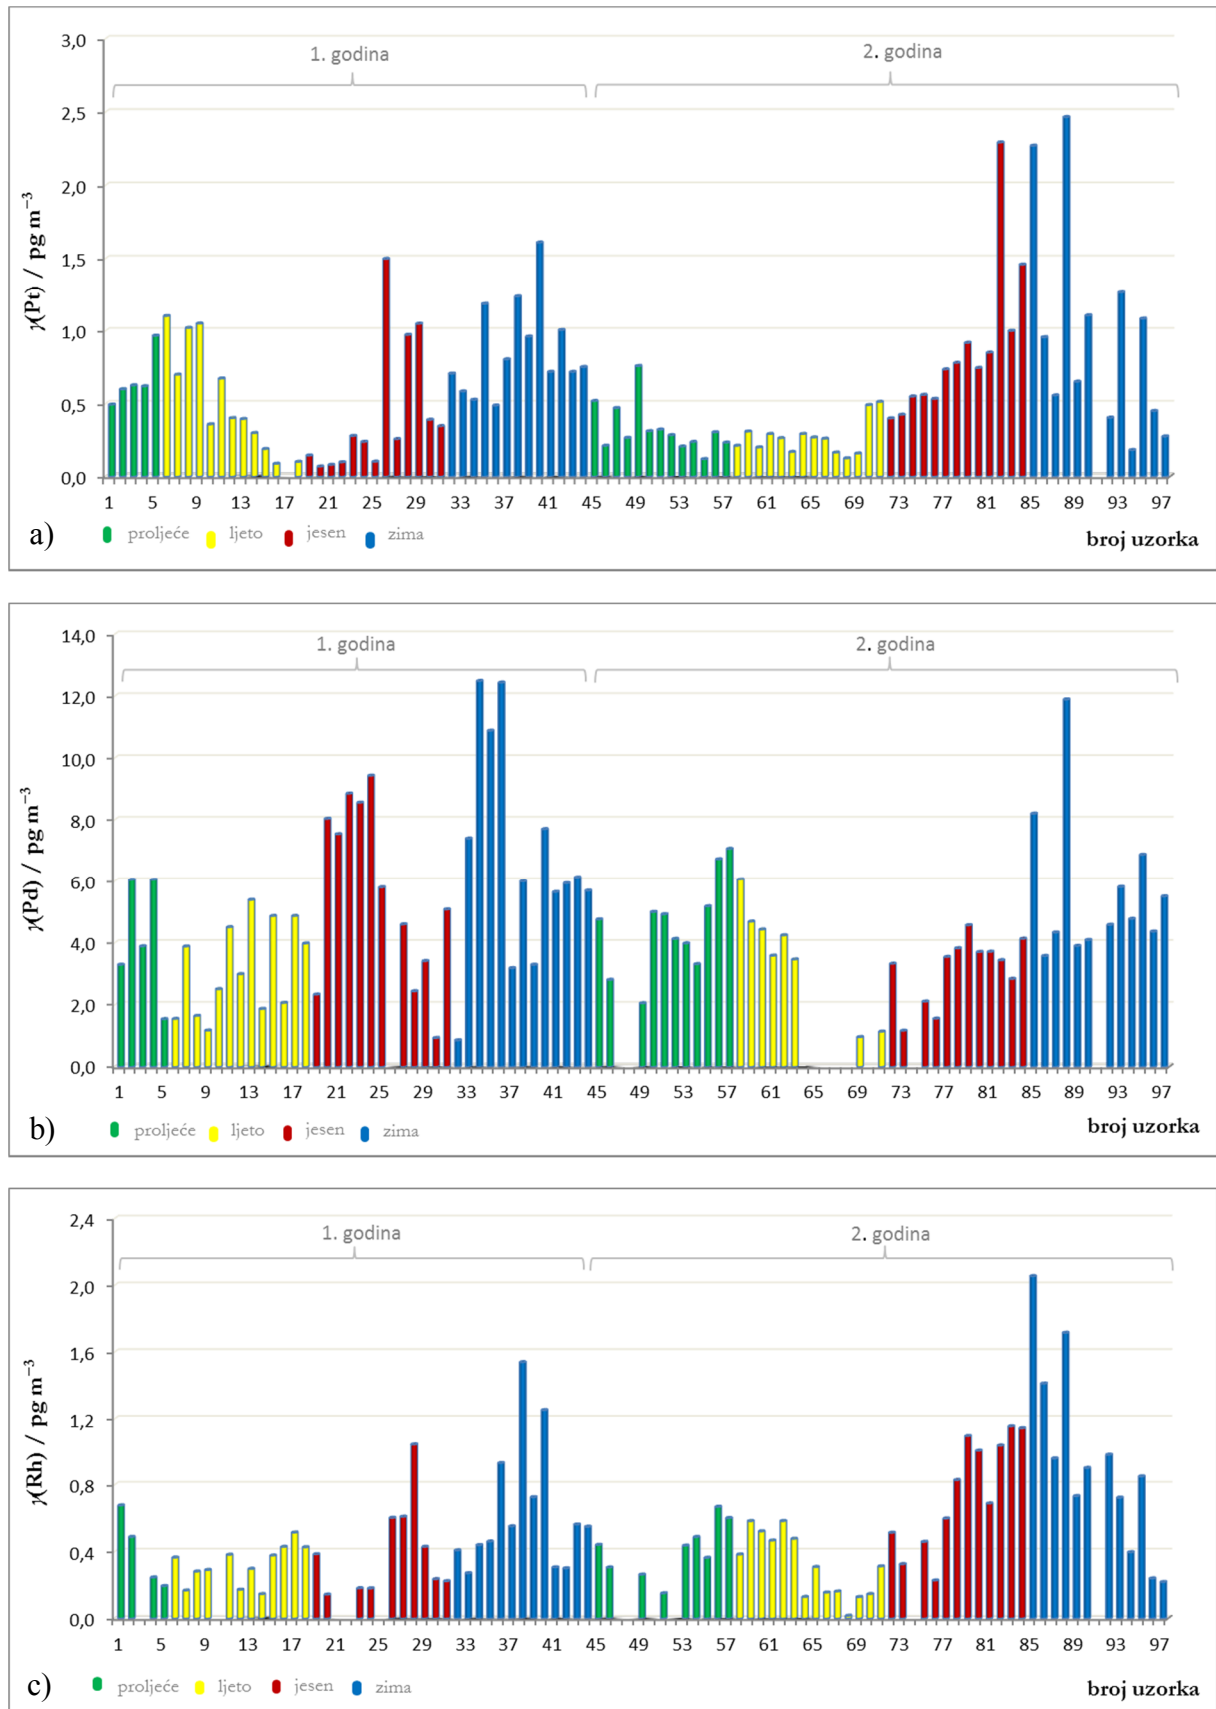 3,0
1. godina
2. godina
2,5
2,0
1,5
1,0
0,5
0,0
γ(Pt) / pg m⁻³
1 5 9 13 17 21 25 29 33 37 41 45 49 53 57 61 65 69 73 77 81 85 89 93 97
a)
proljeće ljeto jesen zima
broj uzorka
14,0
1. godina
2. godina
12,0
10,0
8,0
6,0
4,0
2,0
0,0
γ(Pd) / pg m⁻³
1 5 9 13 17 21 25 29 33 37 41 45 49 53 57 61 65 69 73 77 81 85 89 93 97
b)
proljeće ljeto jesen zima
broj uzorka
2,4
1. godina
2. godina
2,0
1,6
1,2
0,8
0,4
0,0
γ(Rh) / pg m⁻³
1 5 9 13 17 21 25 29 33 37 41 45 49 53 57 61 65 69 73 77 81 85 89 93 97
c)
proljeće ljeto jesen zima
broj uzorka